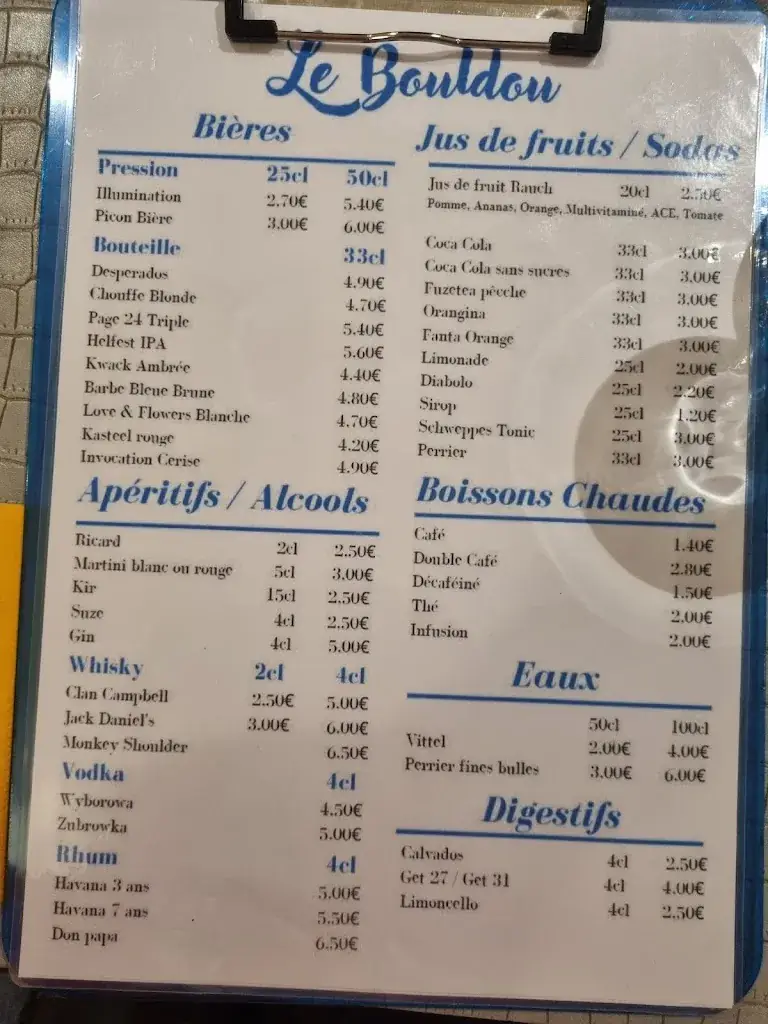 Le Bouldou
Bières
Pression 25cl 50cl
Illumination 2.70€ 5.40€
Picon Bière 3.00€ 6.00€
Bouteille 33cl
Desperados 4.90€
Chouffe Blonde 4.70€
Page 24 Triple 5.40€
Helfest IPA 5.60€
Kwack Ambrée 4.40€
Barbe Bleue Brune 4.80€
Love & Flowers Blanche 4.70€
Kasteel rouge 4.20€
Invocation Cerise 4.90€
Apéritifs / Alcools
Ricard 2cl 2.50€
Martini blanc ou rouge 5cl 3.00€
Kir 15cl 2.50€
Suze 4cl 2.50€
Gin 4cl 5.00€
Whisky 2cl 4cl
Clan Campbell 2.50€ 5.00€
Jack Daniel's 3.00€ 6.00€
Monkey Shoulder 6.50€
Vodka 4cl
Wyborowa 4.50€
Zubrowka 5.00€
Rhum 4cl
Havana 3 ans 5.00€
Havana 7 ans 5.50€
Don papa 6.50€
Jus de fruits / Sodas
Jus de fruit Rauch 20cl 2.50€
Pomme, Ananas, Orange, Multivitaminé, ACE, Tomate
Coca Cola 33cl 3.00€
Coca Cola sans sucres 33cl 3.00€
Fuzetea pêcche 33cl 3.00€
Orangina 33cl 3.00€
Fanta Orange 33cl 3.00€
Limonade 25cl 2.00€
Diabolo 25cl 2.20€
Sirop 25cl 1.20€
Schweppes Tonic 25cl 3.00€
Perrier 33cl 3.00€
Boissons Chaudes
Café 1.40€
Double Café 2.80€
Décaféiné 1.50€
Thé 2.00€
Infusion 2.00€
Eaux
50cl 100cl
Vittel 2.00€ 4.00€
Perrier fines bulles 3.00€ 6.00€
Digestifs
Calvados 4cl 2.50€
Get 27 / Get 31 4cl 4.00€
Limoncello 4cl 2.50€